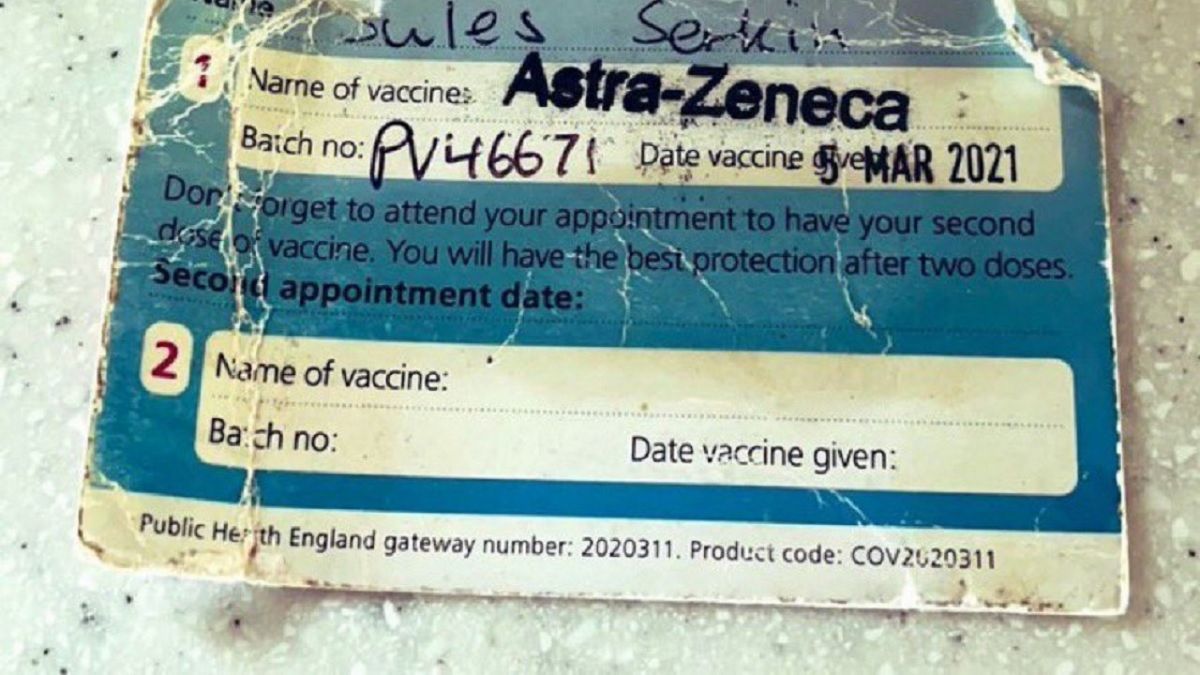 Name Jules Serkin
1 Name of vaccine: Astra-Zeneca
Batch no: PV46671 Date vaccine given: 5 MAR 2021
Don't forget to attend your appointment to have your second
dose of vaccine. You will have the best protection after two doses.
Second appointment date:
2 Name of vaccine:
Batch no: Date vaccine given:
Public Health England gateway number: 2020311. Product code: COV2020311